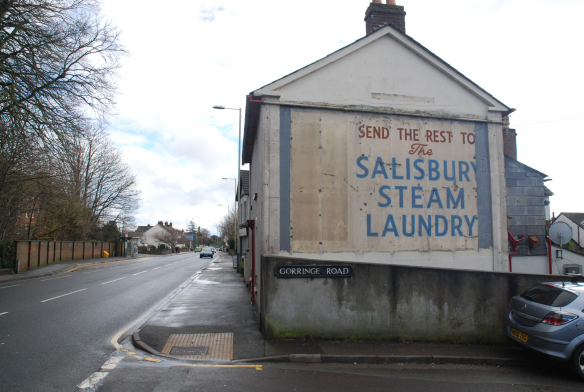 SEND THE REST TO
The
SALISBURY
STEAM
LAUNDRY
GORRINGE ROAD